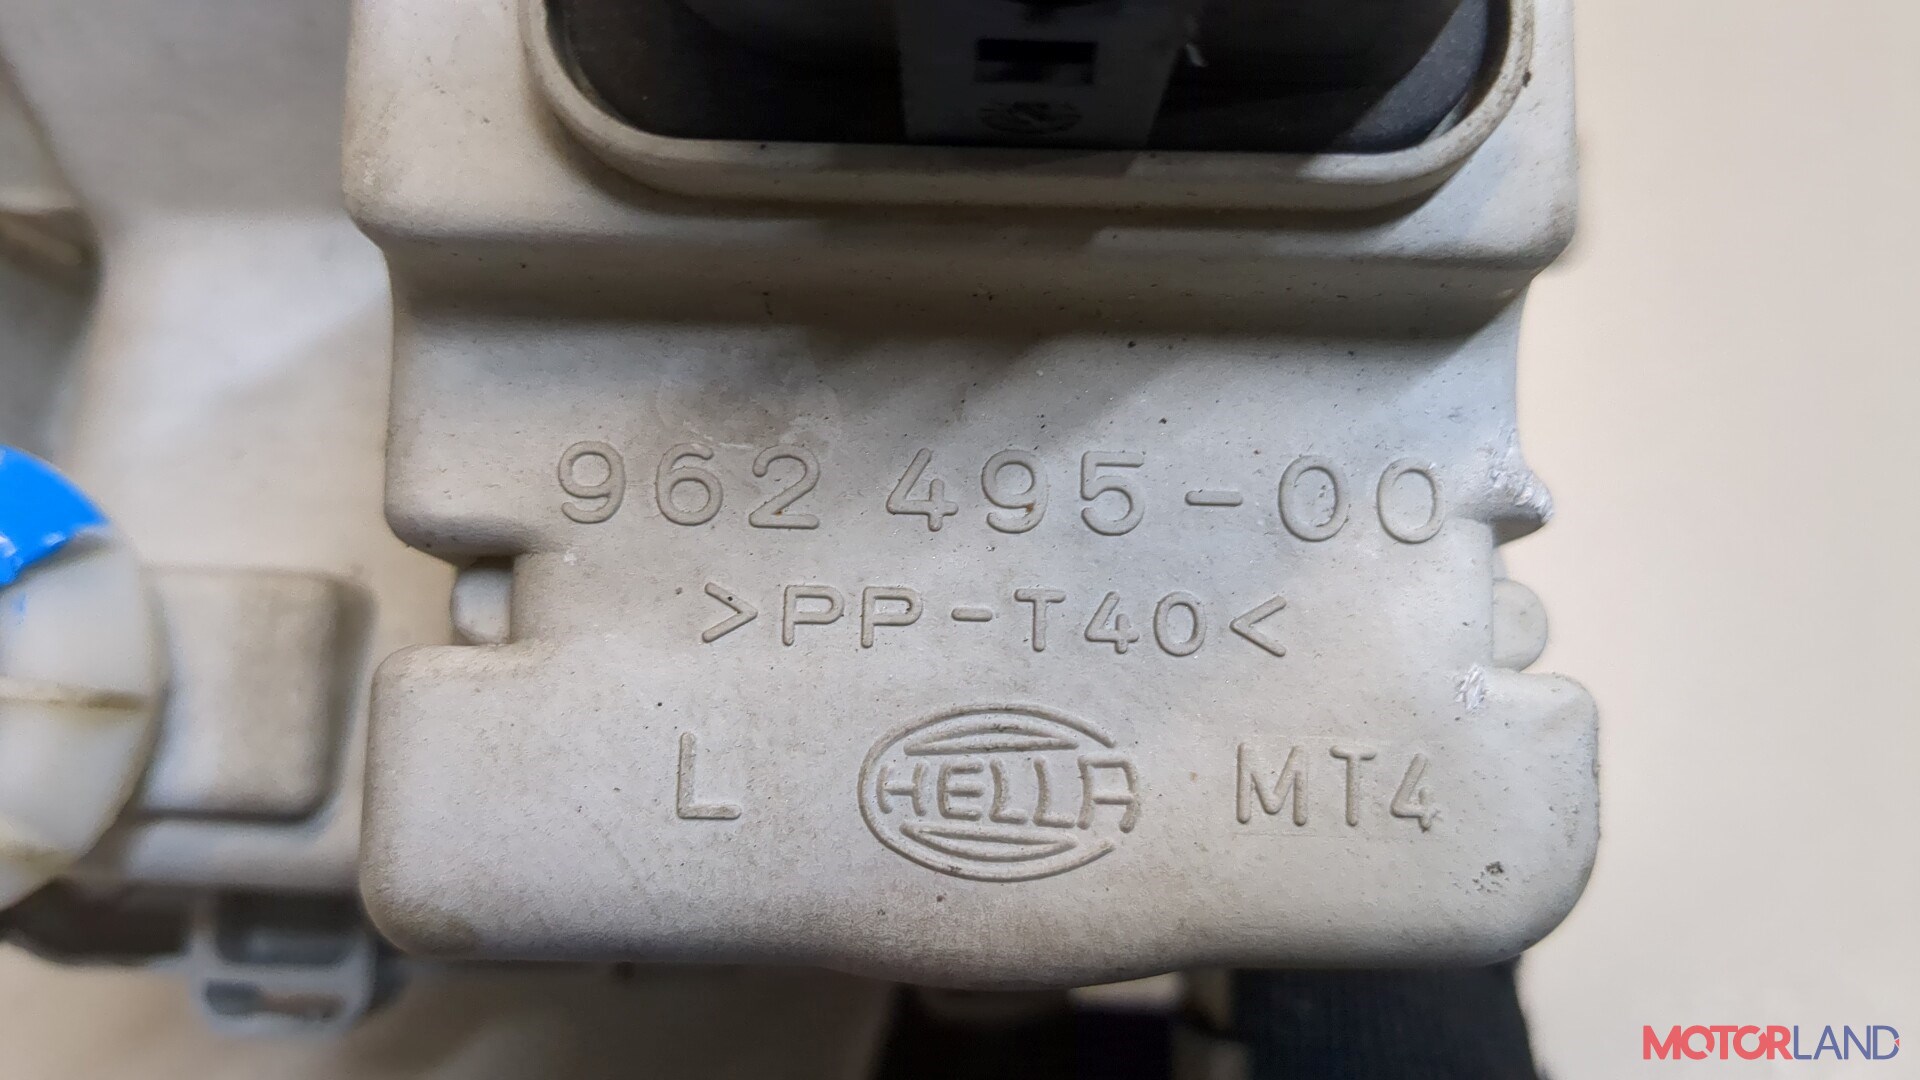 962 495-00
>PP-T40<
L HELLA MT4
MOTORLAND